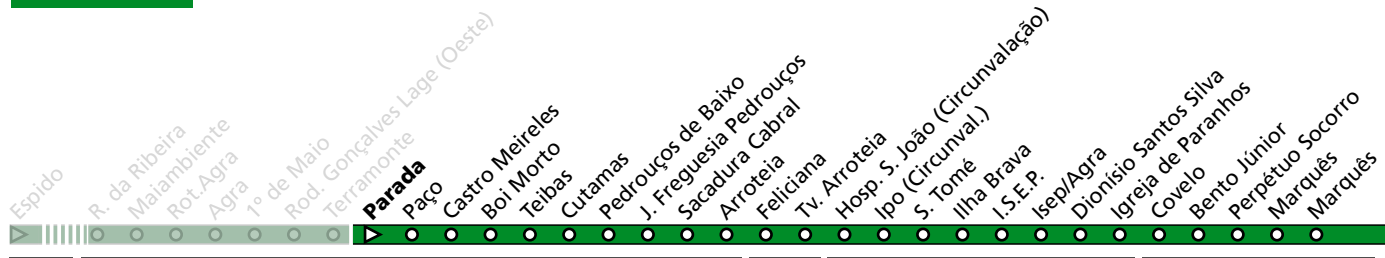 Espido
R. da Ribeira
Maiambiente
Rot.Agra
Agra
1º de Maio
Rod. Gonçalves Lage (Oeste)
Terramonte
Parada
Paço
Castro Meireles
Boi Morto
Teibas
Cutamas
Pedrouços de Baixo
J. Freguesia Pedrouços
Sacadura Cabral
Arroteia
Feliciana
Tv. Arroteia
Hosp. S. João (Circunvalação)
Ipo (Circunval.)
S. Tomé
Ilha Brava
I.S.E.P.
Isep/Agra
Dionisio Santos Silva
Igreja de Paranhos
Covelo
Bento Júnior
Perpétuo Socorro
Marquês
Marquês